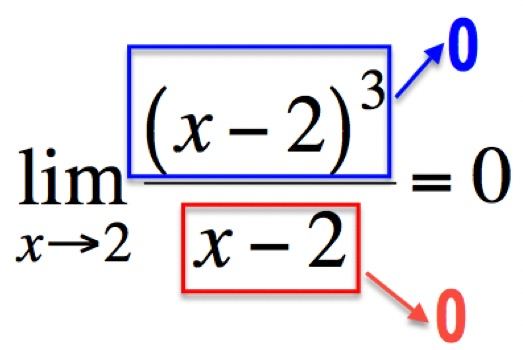 0
(x − 2)³
lim = 0
x→2
x − 2
0